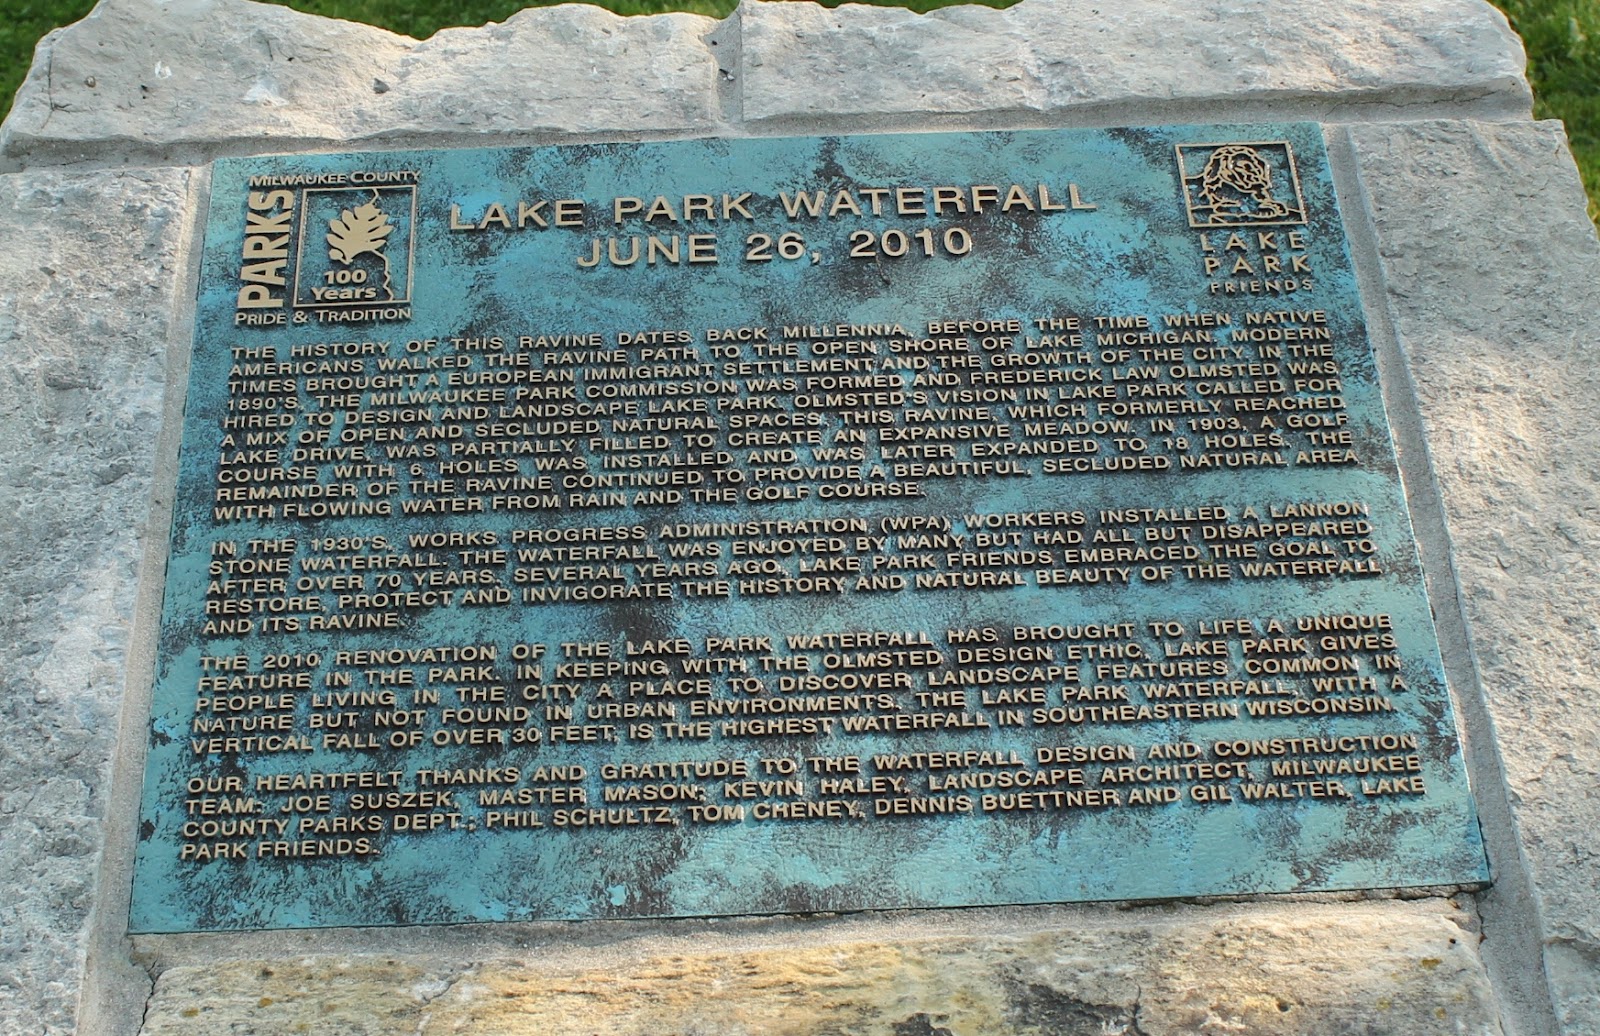 MILWAUKEE COUNTY
PARKS
100
Years
PRIDE & TRADITION
LAKE PARK WATERFALL
JUNE 26, 2010
LAKE
PARK
FRIENDS
THE HISTORY OF THIS RAVINE DATES BACK MILLENNIA, BEFORE THE TIME WHEN NATIVE
AMERICANS WALKED THE RAVINE PATH TO THE OPEN SHORE OF LAKE MICHIGAN. MODERN
TIMES BROUGHT A EUROPEAN IMMIGRANT SETTLEMENT AND THE GROWTH OF THE CITY. IN THE
1890'S, THE MILWAUKEE PARK COMMISSION WAS FORMED AND FREDERICK LAW OLMSTED WAS
HIRED TO DESIGN AND LANDSCAPE LAKE PARK. OLMSTED'S VISION IN LAKE PARK CALLED FOR
A MIX OF OPEN AND SECLUDED NATURAL SPACES. THIS RAVINE, WHICH FORMERLY REACHED
LAKE DRIVE, WAS PARTIALLY FILLED TO CREATE AN EXPANSIVE MEADOW. IN 1903, A GOLF
COURSE WITH 6 HOLES WAS INSTALLED AND WAS LATER EXPANDED TO 18 HOLES. THE
REMAINDER OF THE RAVINE CONTINUED TO PROVIDE A BEAUTIFUL, SECLUDED NATURAL AREA
WITH FLOWING WATER FROM RAIN AND THE GOLF COURSE.
IN THE 1930'S, WORKS PROGRESS ADMINISTRATION (WPA) WORKERS INSTALLED A LANNON
STONE WATERFALL. THE WATERFALL WAS ENJOYED BY MANY BUT HAD ALL BUT DISAPPEARED
AFTER OVER 70 YEARS. SEVERAL YEARS AGO, LAKE PARK FRIENDS EMBRACED THE GOAL TO
RESTORE, PROTECT AND INVIGORATE THE HISTORY AND NATURAL BEAUTY OF THE WATERFALL
AND ITS RAVINE.
THE 2010 RENOVATION OF THE LAKE PARK WATERFALL HAS BROUGHT TO LIFE A UNIQUE
FEATURE IN THE PARK. IN KEEPING WITH THE OLMSTED DESIGN ETHIC, LAKE PARK GIVES
PEOPLE LIVING IN THE CITY A PLACE TO DISCOVER LANDSCAPE FEATURES COMMON IN
NATURE BUT NOT FOUND IN URBAN ENVIRONMENTS. THE LAKE PARK WATERFALL, WITH A
VERTICAL FALL OF OVER 30 FEET, IS THE HIGHEST WATERFALL IN SOUTHEASTERN WISCONSIN.
OUR HEARTFELT THANKS AND GRATITUDE TO THE WATERFALL DESIGN AND CONSTRUCTION
TEAM: JOE SUSZEK, MASTER MASON; KEVIN HALEY, LANDSCAPE ARCHITECT, MILWAUKEE
COUNTY PARKS DEPT.; PHIL SCHULTZ, TOM CHENEY, DENNIS BUETTNER AND GIL WALTER, LAKE
PARK FRIENDS.